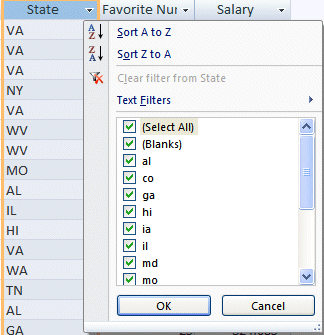 State Favorite Nur Salary
VA
VA
VA
NY
VA
WV
WV
MO
AL
IL
HI
VA
WA
TN
AL
GA
Sort A to Z
Sort Z to A
Clear filter from State
Text Filters
(Select All)
(Blanks)
al
co
ga
hi
ia
il
md
mo
OK Cancel